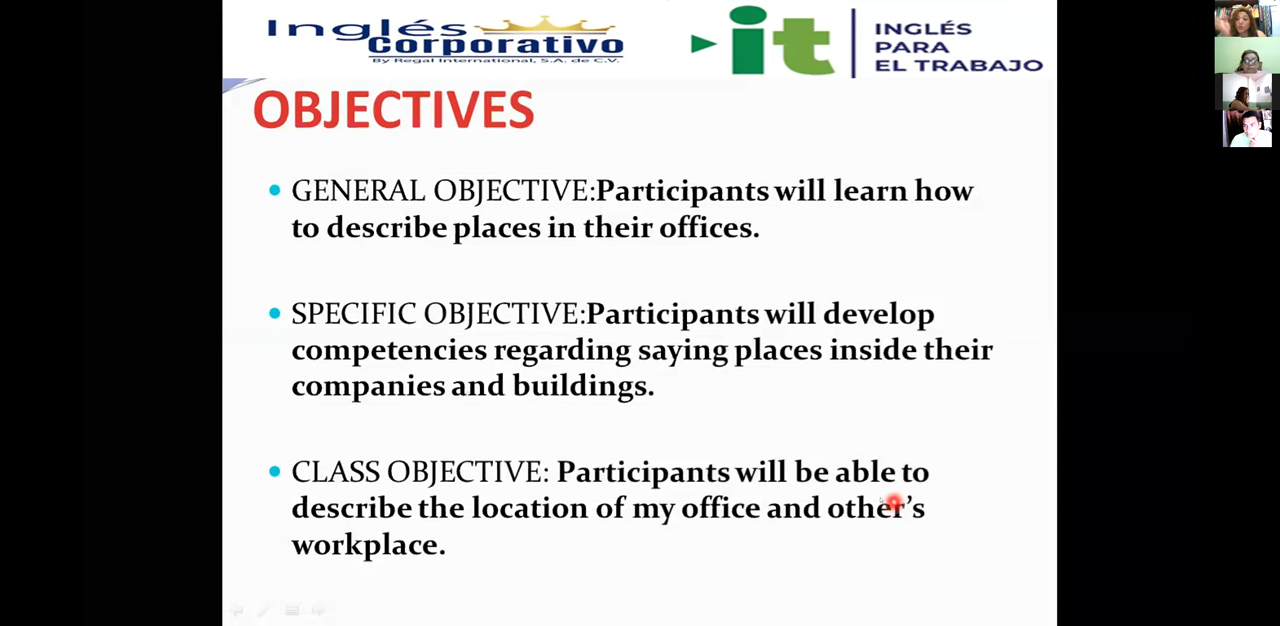 Inglés
Corporativo
By Regal International, S.A. de C.V.
it
INGLÉS
PARA
EL TRABAJO
OBJECTIVES
• GENERAL OBJECTIVE:Participants will learn how
to describe places in their offices.
• SPECIFIC OBJECTIVE:Participants will develop
competencies regarding saying places inside their
companies and buildings.
• CLASS OBJECTIVE: Participants will be able to
describe the location of my office and other's
workplace.